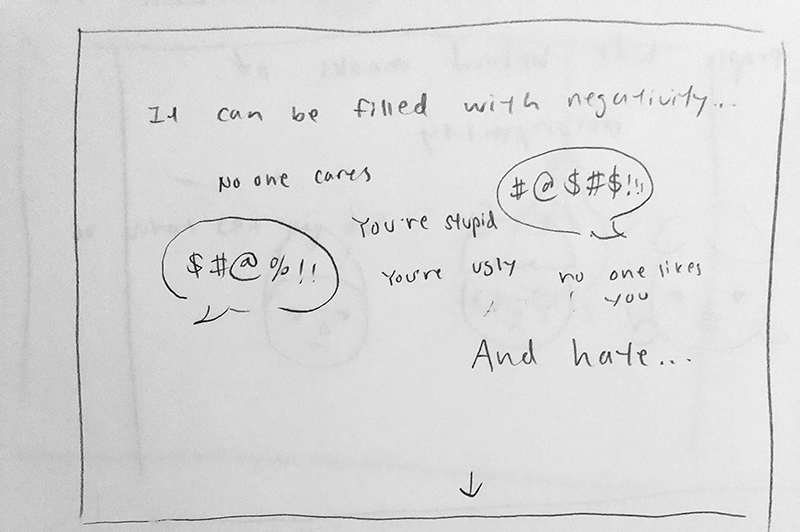 It can be filled with negativity...
No one cares
#@$#$!!!
You're stupid
$#@%!!
You're ugly
no one likes
you
And hate...